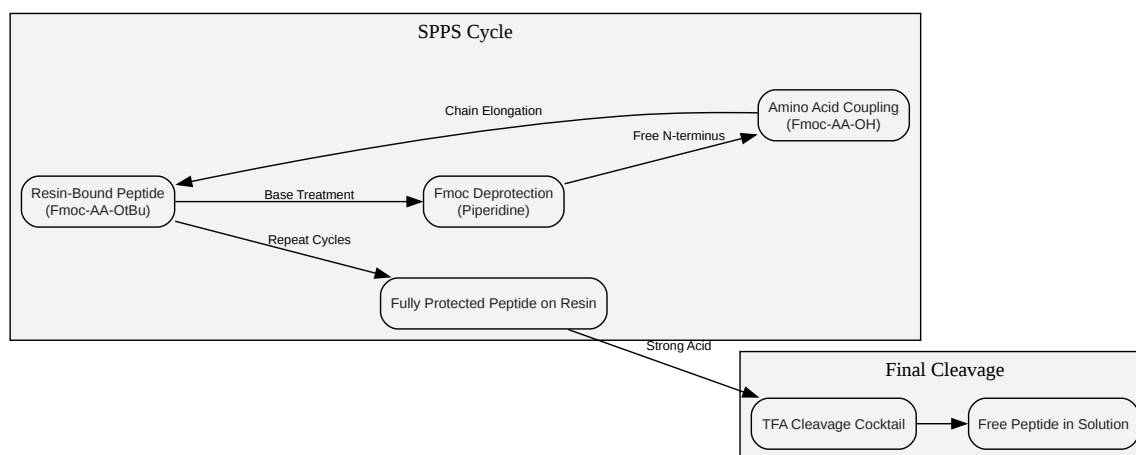 SPPS Cycle
Amino Acid Coupling
(Fmoc-AA-OH)
Chain Elongation
Free N-terminus
Resin-Bound Peptide
(Fmoc-AA-OtBu)
Base Treatment
Fmoc Deprotection
(Piperidine)
Repeat Cycles
Fully Protected Peptide on Resin
Strong Acid
Final Cleavage
TFA Cleavage Cocktail
Free Peptide in Solution